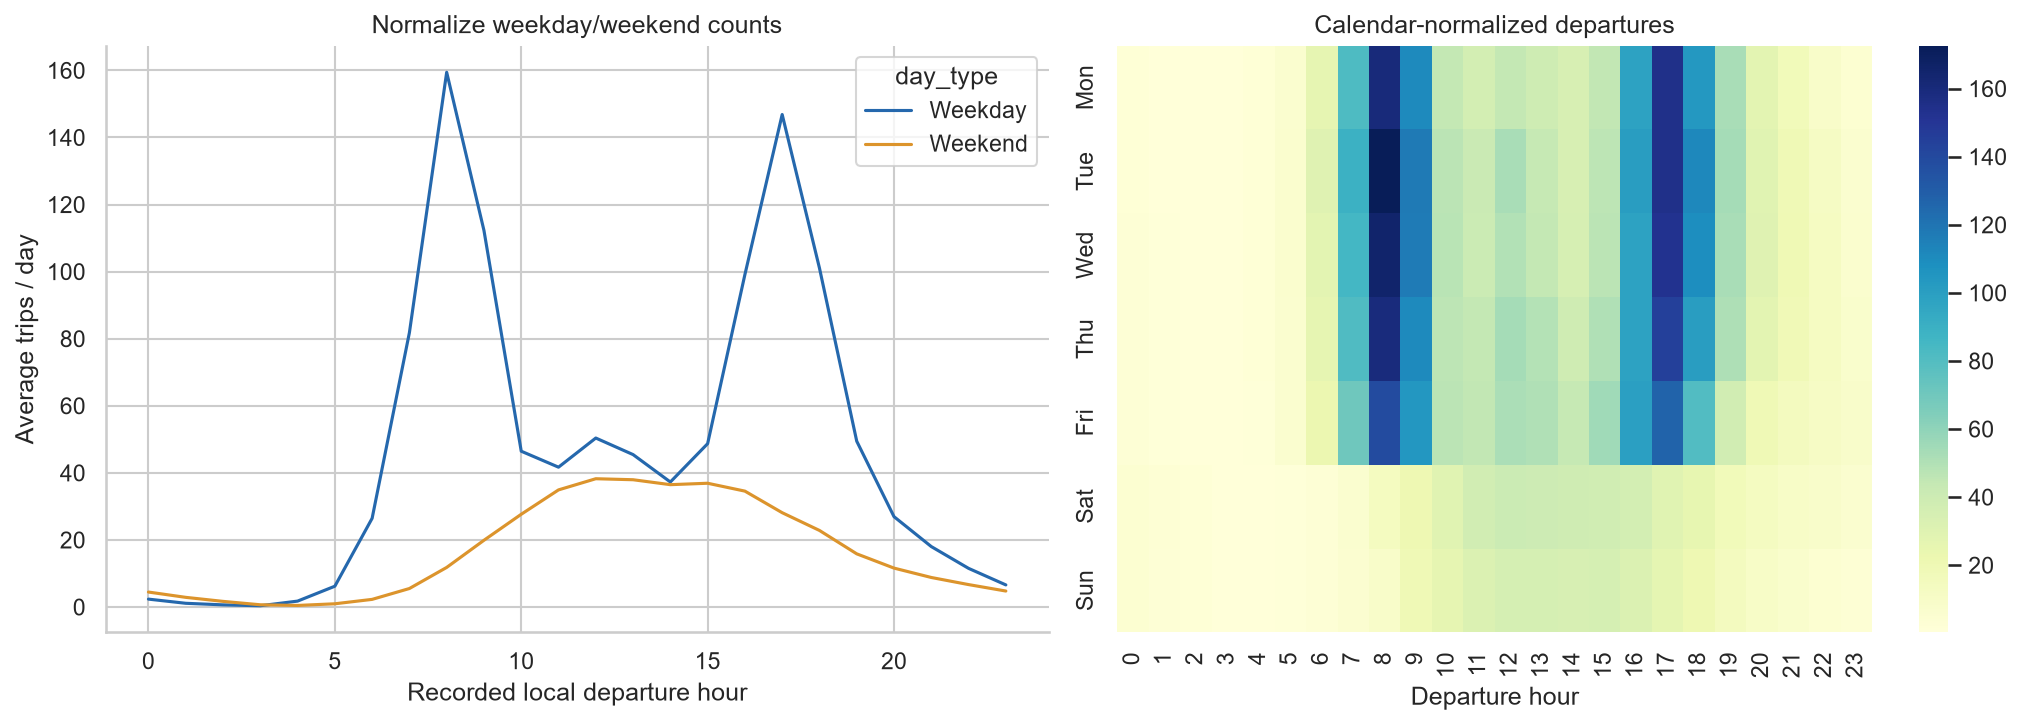 Normalize weekday/weekend counts
Average trips / day
160
140
120
100
80
60
40
20
0
day_type
Weekday
Weekend
0 5 10 15 20
Recorded local departure hour
Calendar-normalized departures
Mon
Tue
Wed
Thu
Fri
Sat
Sun
0 1 2 3 4 5 6 7 8 9 10 11 12 13 14 15 16 17 18 19 20 21 22 23
Departure hour
160
140
120
100
80
60
40
20